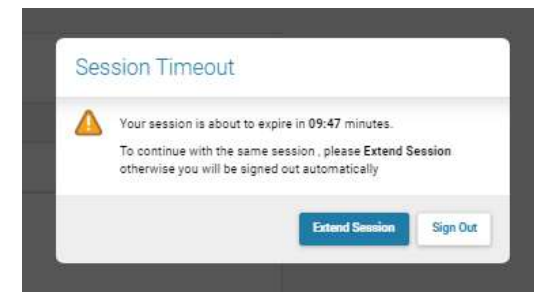 Session Timeout
Your session is about to expire in 09:47 minutes.
To continue with the same session , please Extend Session
otherwise you will be signed out automatically
Extend Session
Sign Out